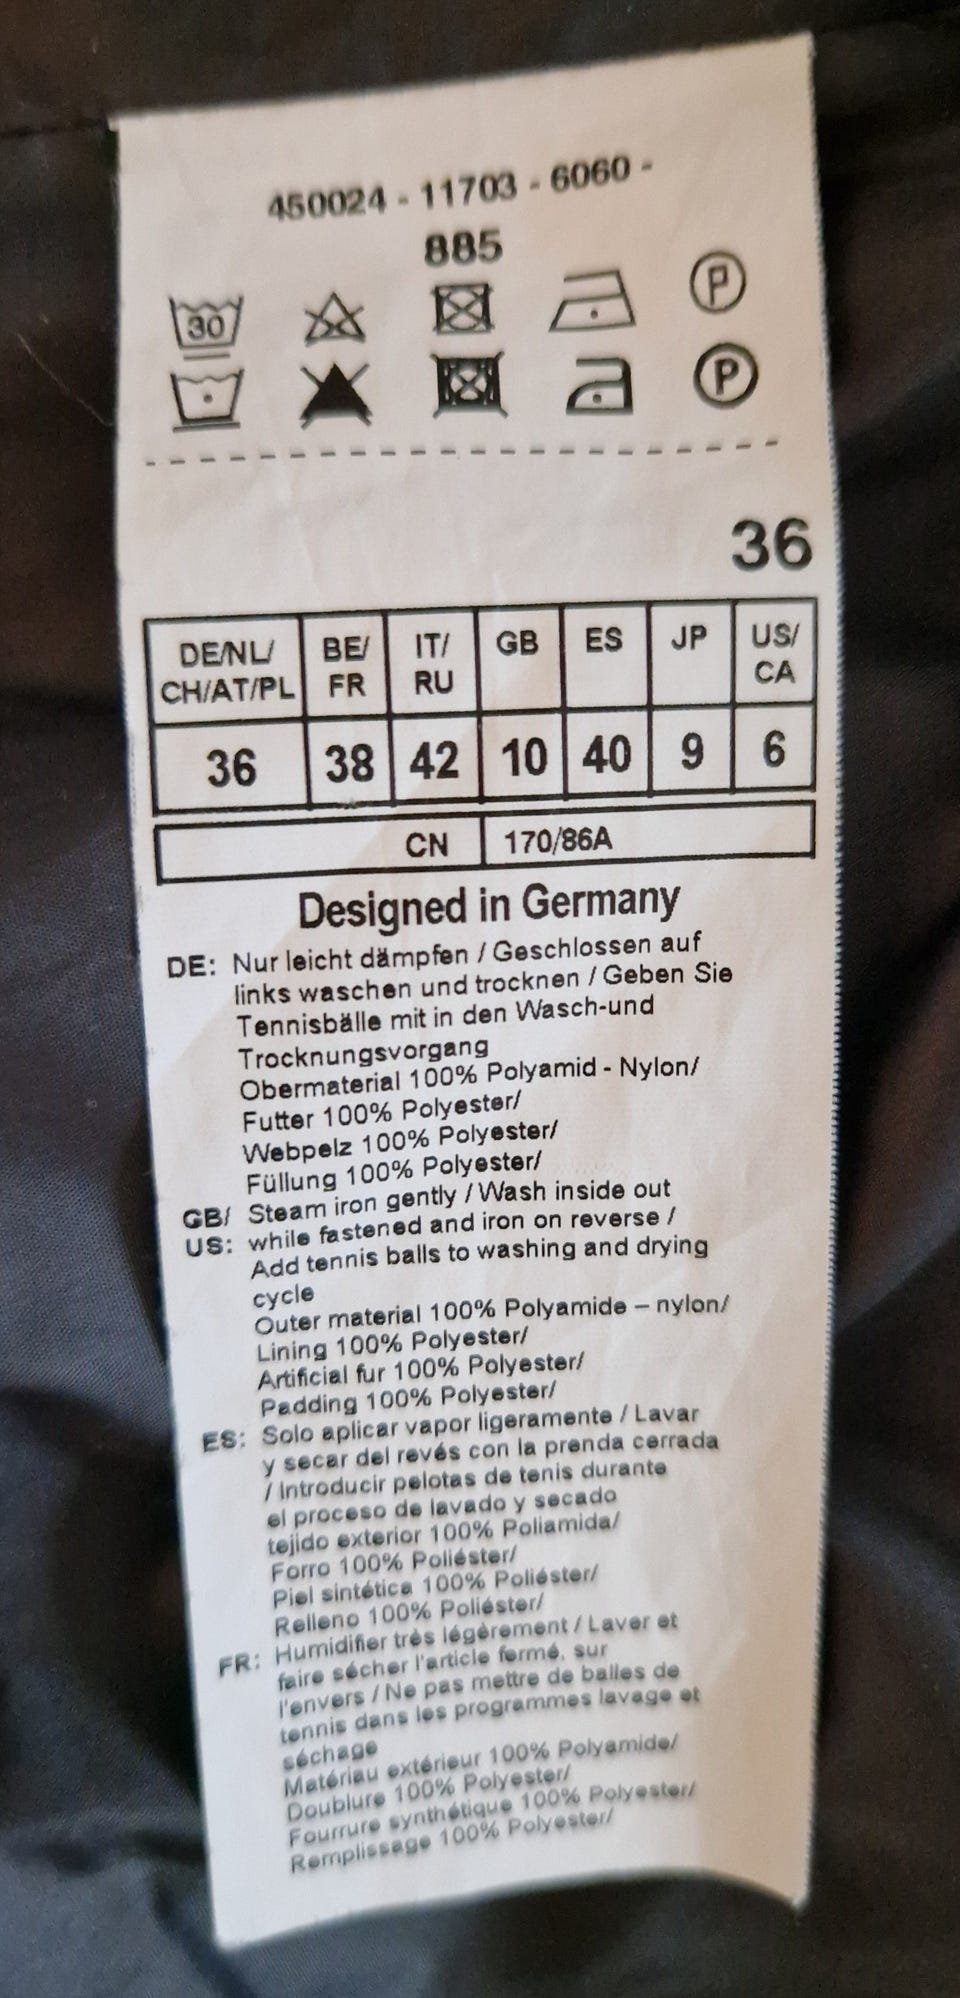 450024 - 11703 - 6060 -
885
30 P
P
36
DE/NL/ CH/AT/PL BE/ FR IT/ RU GB ES JP US/ CA
36 38 42 10 40 9 6
CN 170/86A
Designed in Germany
DE: Nur leicht dämpfen / Geschlossen auf
links waschen und trocknen / Geben Sie
Tennisbälle mit in den Wasch-und
Trocknungsvorgang
Obermaterial 100% Polyamid - Nylon/
Futter 100% Polyester/
Webpelz 100% Polyester/
Füllung 100% Polyester/
GB/ Steam iron gently / Wash inside out
US: while fastened and iron on reverse /
Add tennis balls to washing and drying
cycle
Outer material 100% Polyamide – nylon/
Lining 100% Polyester/
Artificial fur 100% Polyester/
Padding 100% Polyester/
ES: Solo aplicar vapor ligeramente / Lavar
y secar del revés con la prenda cerrada
/ Introducir pelotas de tenis durante
el proceso de lavado y secado
tejido exterior 100% Poliamida/
Forro 100% Poliéster/
Piel sintética 100% Poliéster/
Relleno 100% Poliéster/
FR: Humidifier très légèrement / Laver et
faire sécher l'article fermé, sur
l'envers / Ne pas mettre de balles de
tennis dans les programmes lavage et
séchage
Matériau extérieur 100% Polyamide/
Doublure 100% Polyester/
Fourrure synthétique 100% Polyester/
Remplissage 100% Polyester/